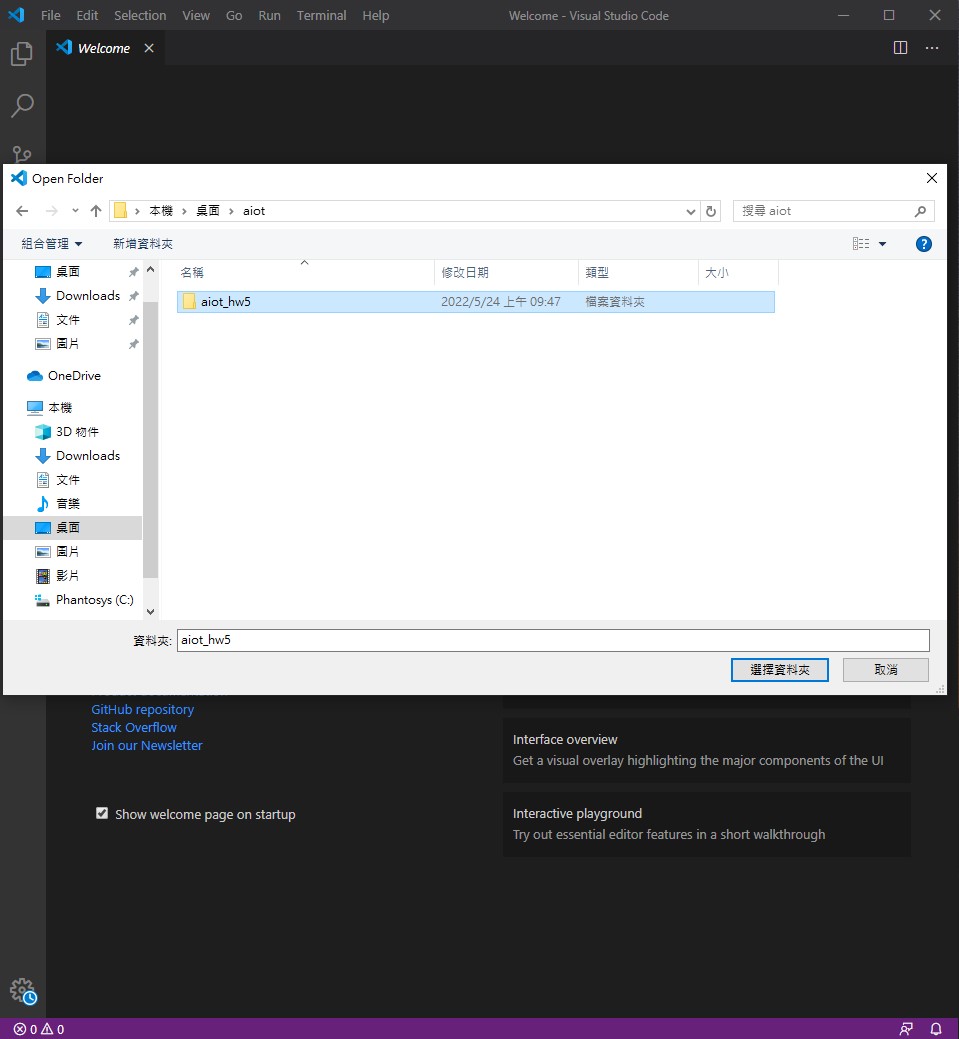 File Edit Selection View Go Run Terminal Help Welcome - Visual Studio Code
Welcome
Open Folder
本機 桌面 aiot 搜尋 aiot
組合管理 新增資料夾
名稱 修改日期 類型 大小
aiot_hw5 2022/5/24 上午 09:47 檔案資料夾
桌面
Downloads
文件
圖片
OneDrive
本機
3D 物件
Downloads
文件
音樂
桌面
圖片
影片
Phantosys (C:)
資料夾: aiot_hw5
選擇資料夾 取消
GitHub repository
Stack Overflow
Join our Newsletter
Interface overview
Get a visual overlay highlighting the major components of the UI
Show welcome page on startup
Interactive playground
Try out essential editor features in a short walkthrough
0 0